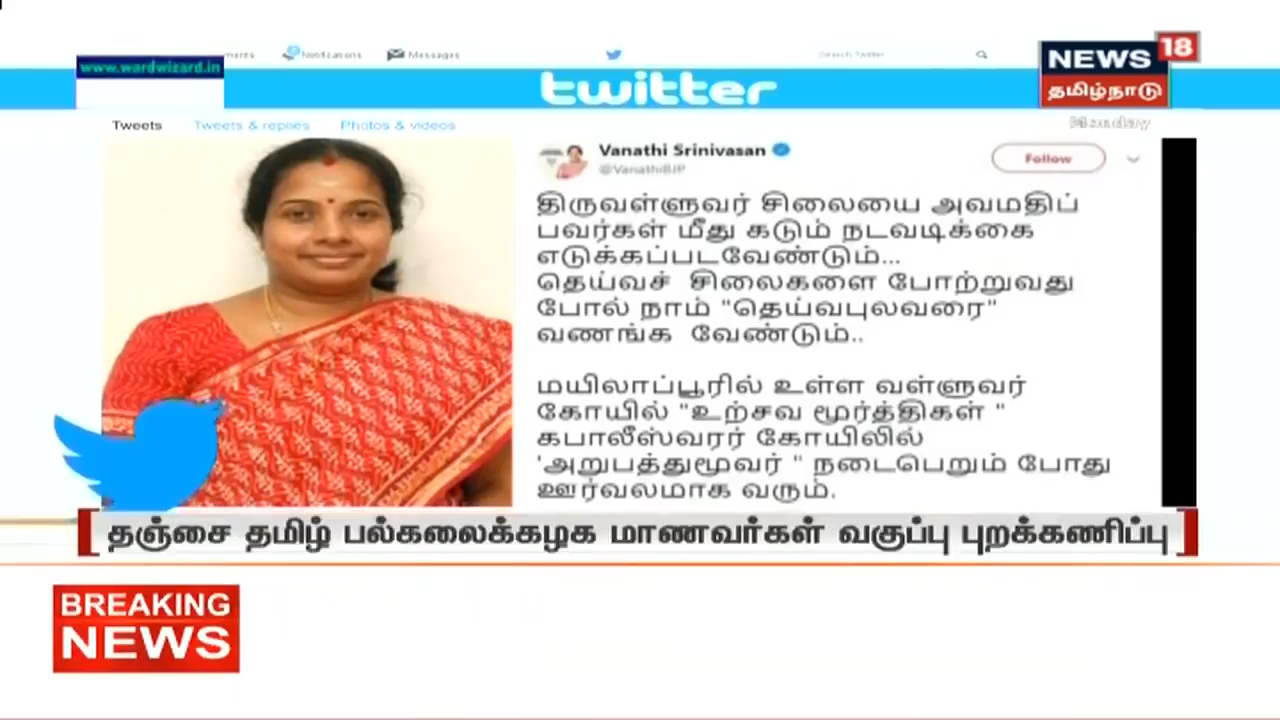 www.wardwizard.in
Notifications
Messages
Search Twitter
twitter
NEWS 18
தமிழ்நாடு
Monday
Tweets
Tweets & replies
Photos & videos
Vanathi Srinivasan
@VanathiBJP
Follow
திருவள்ளுவர் சிலையை அவமதிப்
பவர்கள் மீது கடும் நடவடிக்கை
எடுக்கப்படவேண்டும்...
தெய்வச் சிலைகளை போற்றுவது
போல் நாம் "தெய்வபுலவரை"
வணங்க வேண்டும்..
மயிலாப்பூரில் உள்ள வள்ளுவர்
கோயில் "உற்சவ மூர்த்திகள் "
கபாலீஸ்வரர் கோயிலில்
'அறுபத்துமூவர் " நடைபெறும் போது
ஊர்வலமாக வரும்.
தஞ்சை தமிழ் பல்கலைக்கழக மாணவர்கள் வகுப்பு புறக்கணிப்பு
BREAKING
NEWS